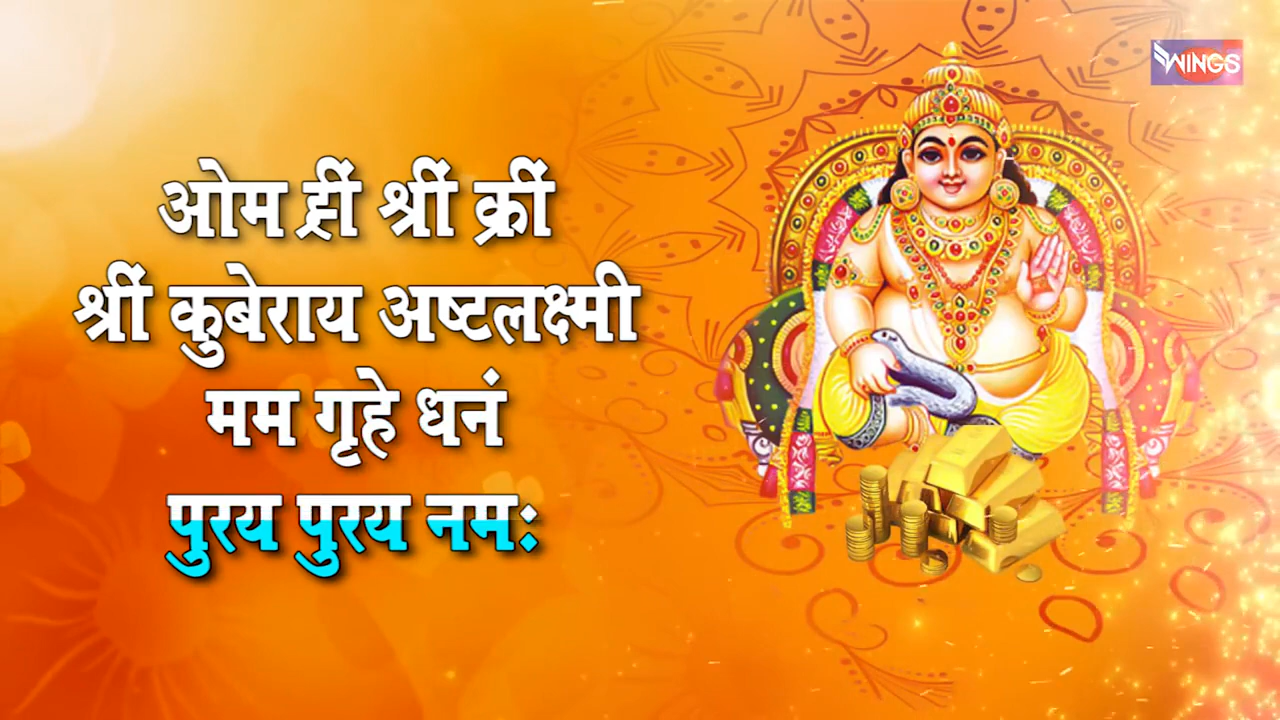 ओम ह्रीं श्रीं क्रीं
श्रीं कुबेराय अष्टलक्ष्मी
मम गृहे धनं
पुरय पुरय नमः
WINGS